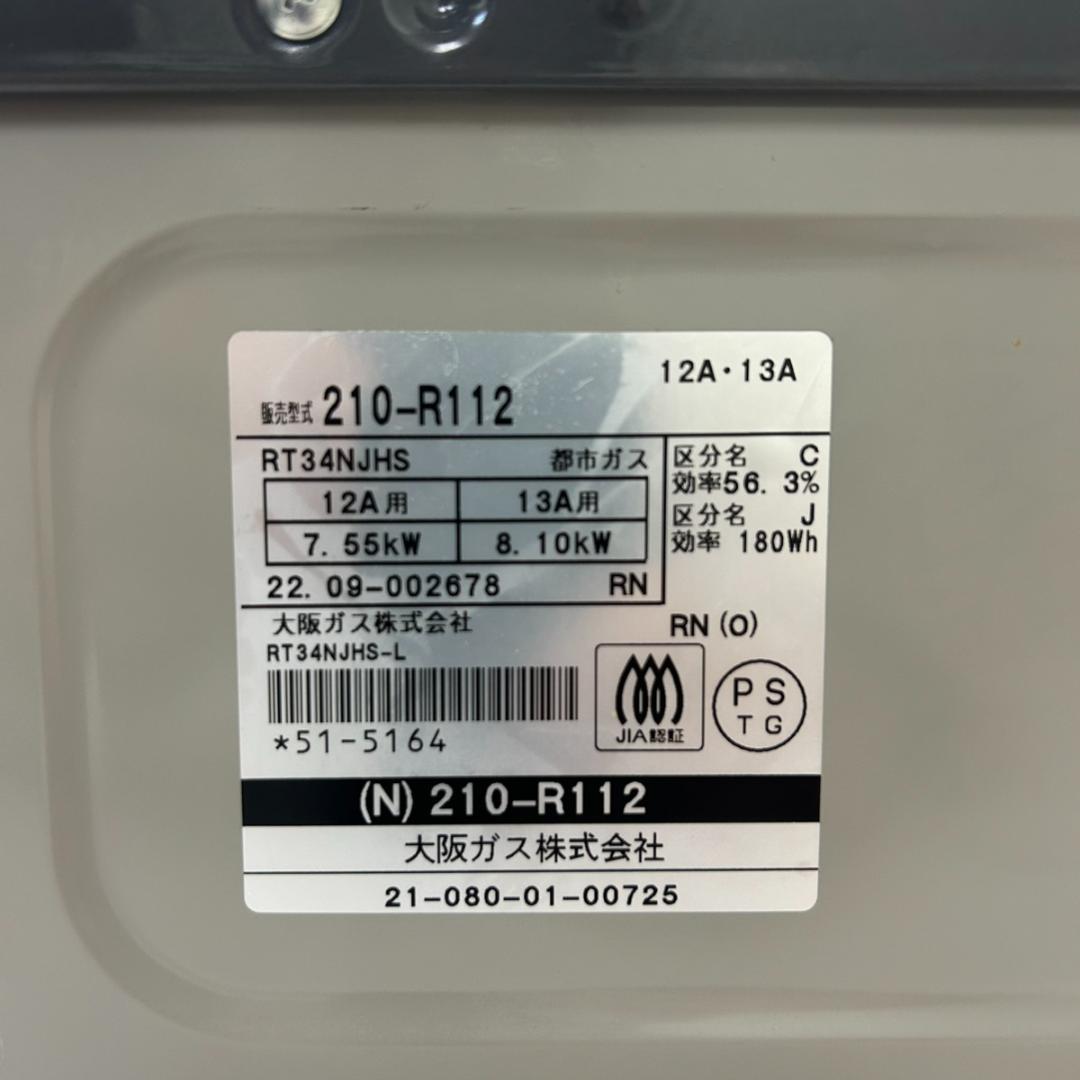 12A・13A
販売型式 210-R112
RT34NJHS 都市ガス
12A用 13A用
7.55kW 8.10kW
22.09-002678 RN
区分名 C
効率56.3%
区分名 J
効率 180Wh
大阪ガス株式会社
RN(O)
RT34NJHS-L
*51-5164
JIA認証
PS
TG
(N) 210-R112
大阪ガス株式会社
21-080-01-00725